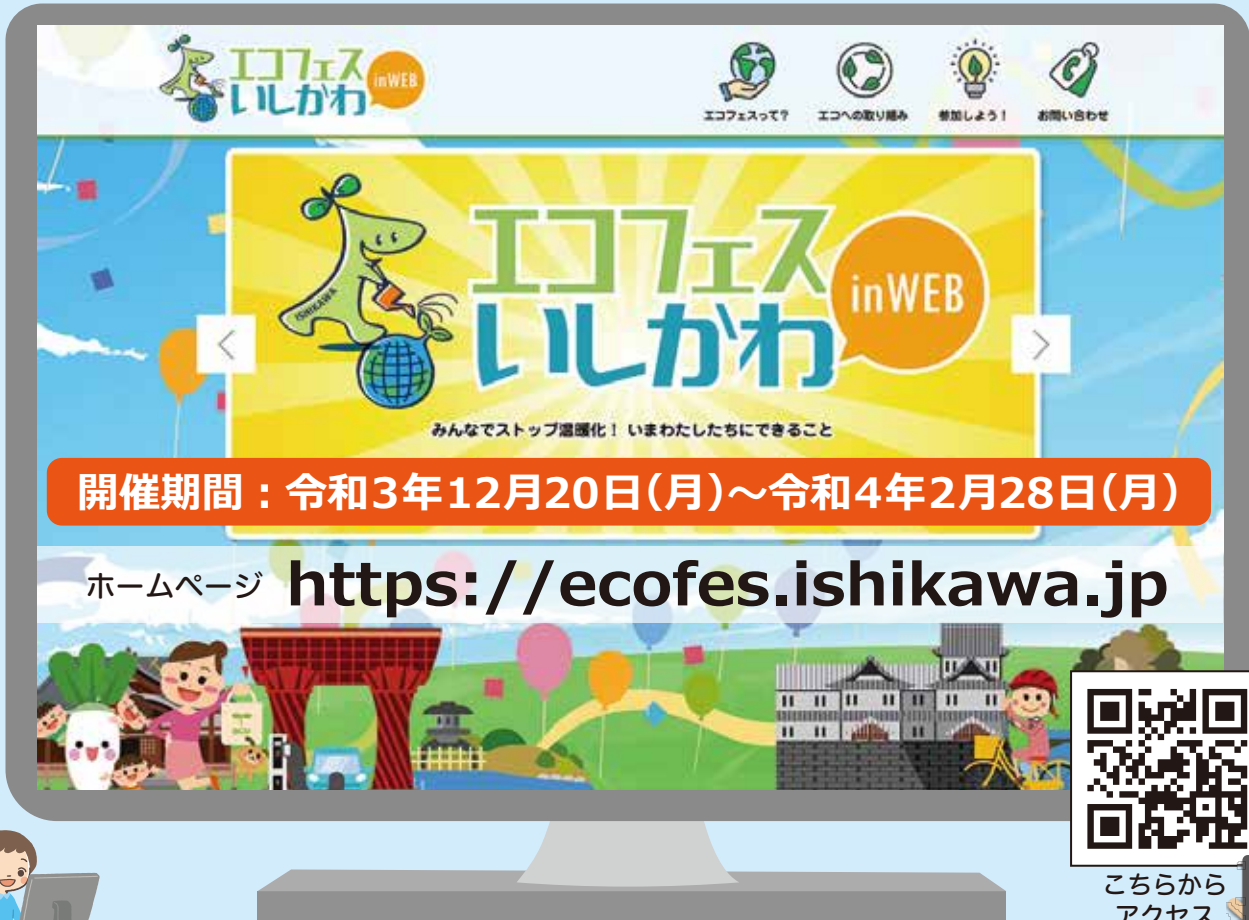 エコフェス
いしかわ
inWEB
エコフェスって?
エコへの取り組み
参加しよう!
お問い合わせ
ISHIKAWA
エコフェス
いしかわ
inWEB
みんなでストップ温暖化! いまわたしたちにできること
開催期間:令和3年12月20日(月)~令和4年2月28日(月)
ホームページ https://ecofes.ishikawa.jp
こちらから
アクセス